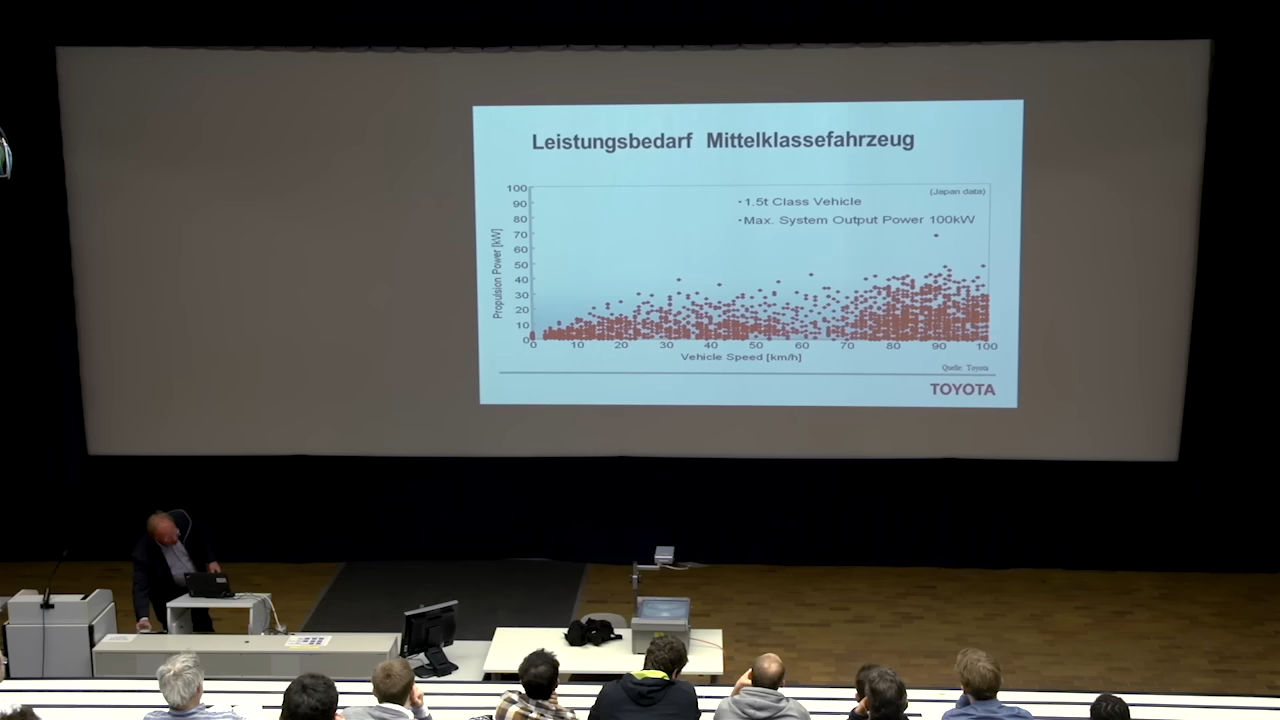 Leistungsbedarf Mittelklassefahrzeug
(Japan data)
·1.5t Class Vehicle
·Max. System Output Power 100kW
Propulsion Power [kW]
100
90
80
70
60
50
40
30
20
10
0
0 10 20 30 40 50 60 70 80 90 100
Vehicle Speed [km/h]
Quelle: Toyota
TOYOTA